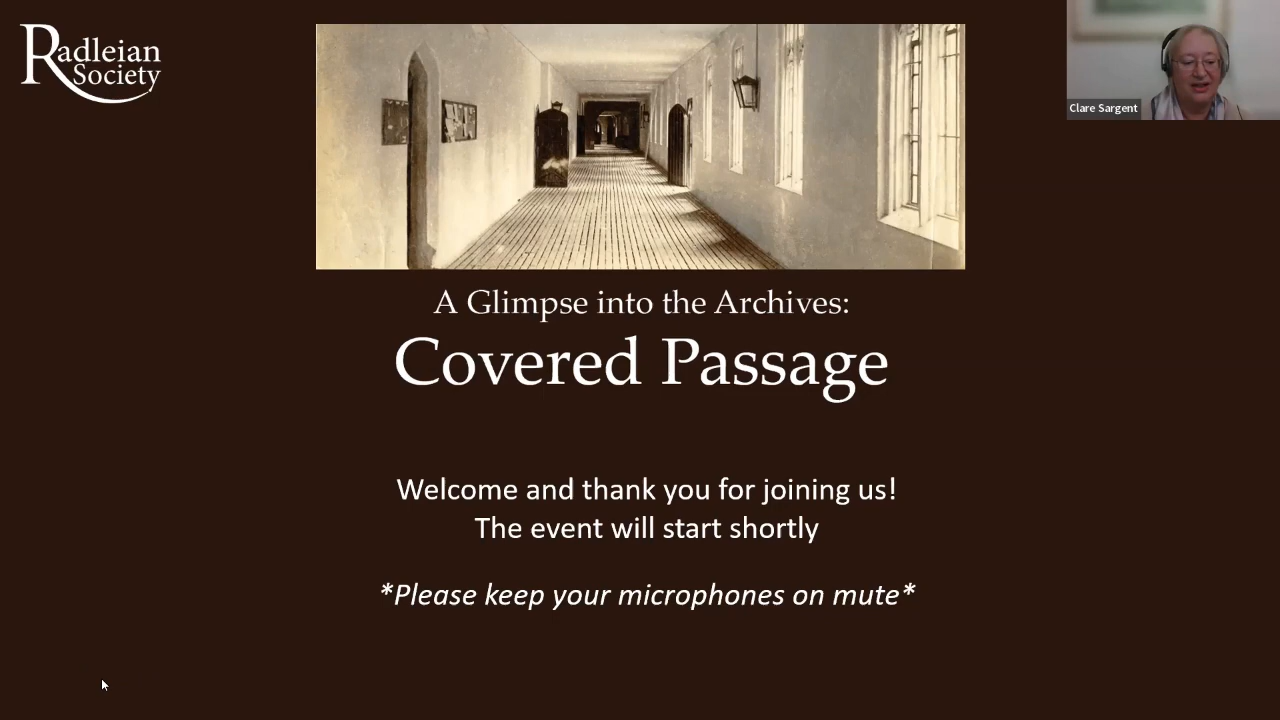 Radleian
Society
Clare Sargent
A Glimpse into the Archives:
Covered Passage
Welcome and thank you for joining us!
The event will start shortly
*Please keep your microphones on mute*